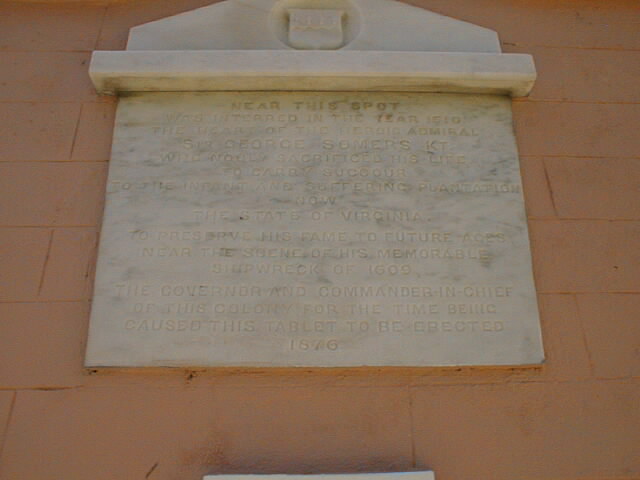 NEAR THIS SPOT
WAS INTERRED IN THE YEAR 1610
THE HEART OF THE HEROIC ADMIRAL
SIR GEORGE SOMERS KT.
WHO NOBLY SACRIFICED HIS LIFE
TO CARRY SUCCOUR
TO THE INFANT AND SUFFERING PLANTATION
NOW
THE STATE OF VIRGINIA.
TO PRESERVE HIS FAME TO FUTURE AGES
NEAR THE SCENE OF HIS MEMORABLE
SHIPWRECK OF 1609
THE GOVERNOR AND COMMANDER-IN-CHIEF
OF THIS COLONY FOR THE TIME BEING
CAUSED THIS TABLET TO BE ERECTED
1876